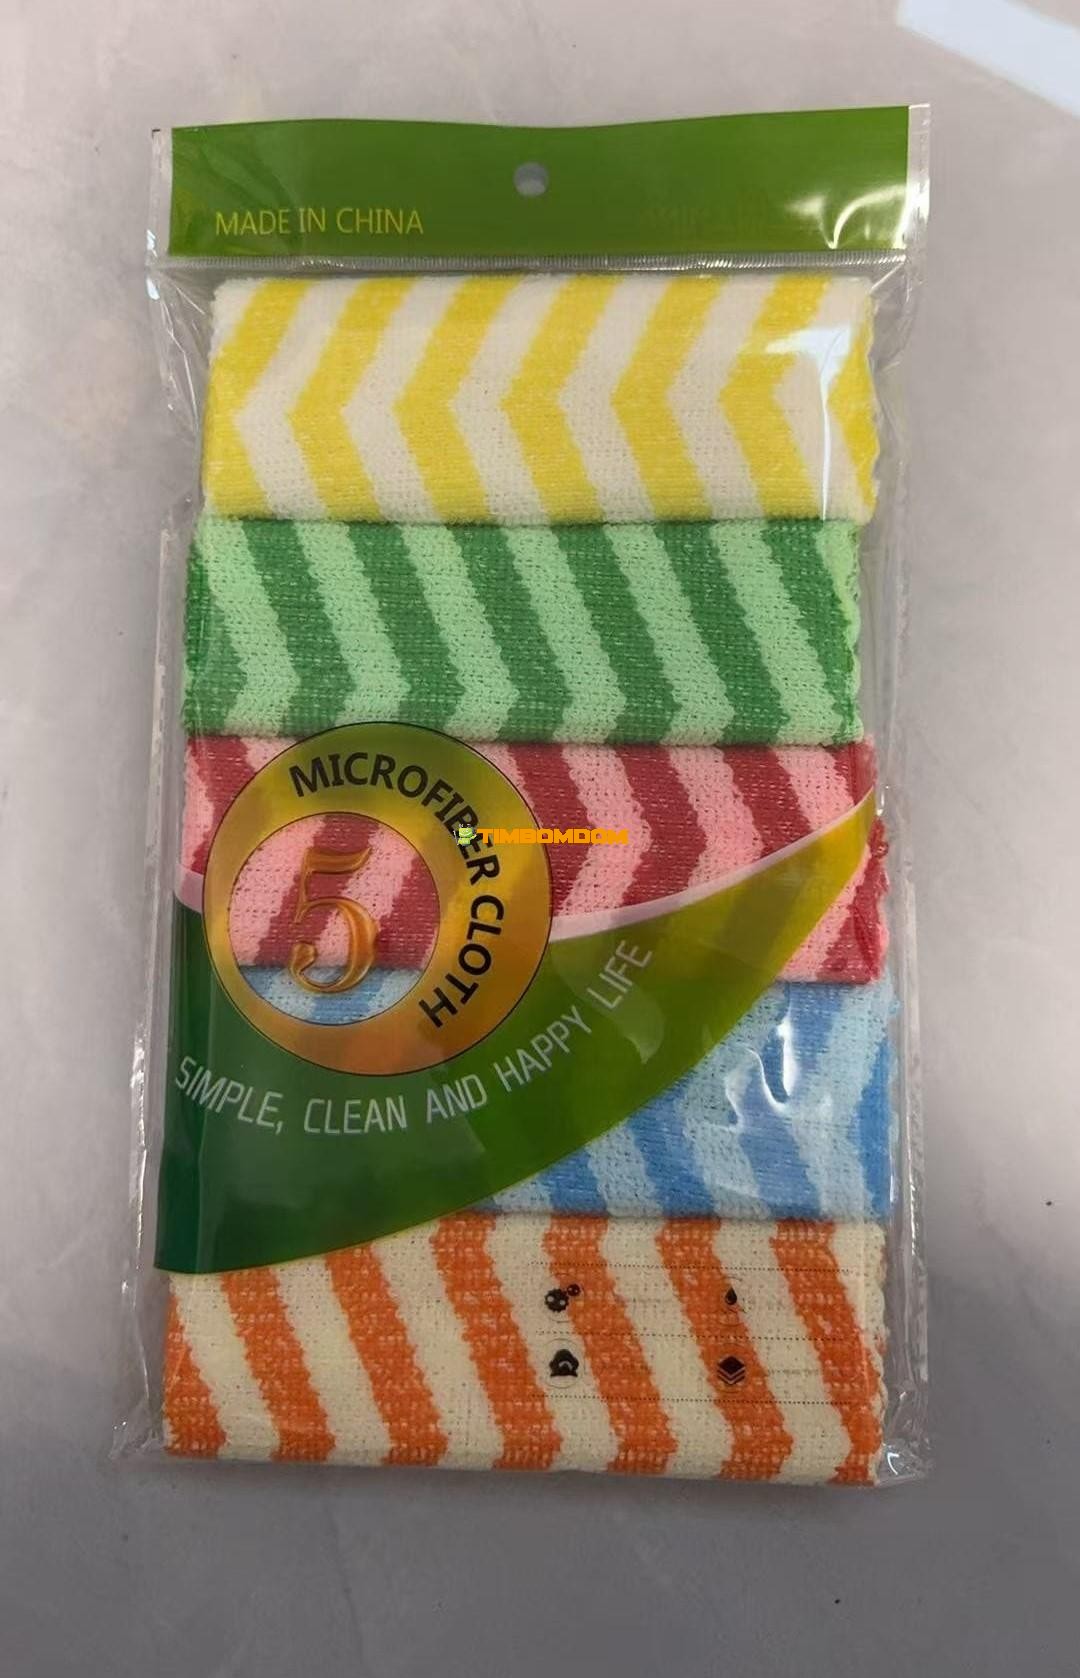 MADE IN CHINA
MICROFIBER CLOTH
TIMBOMDOM
5
SIMPLE, CLEAN AND HAPPY LIFE